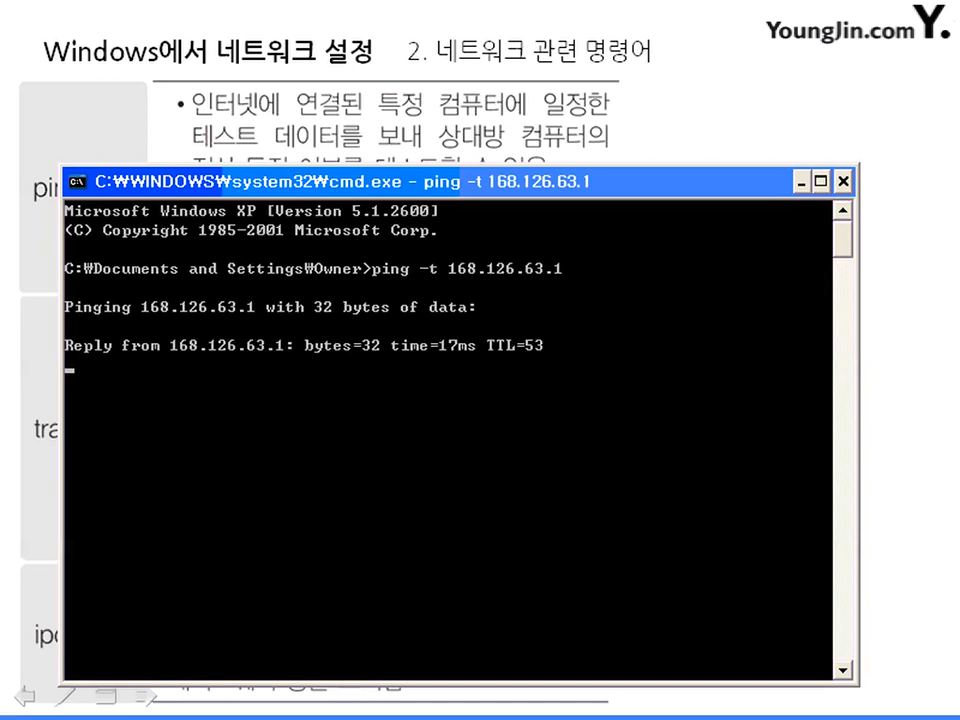 YoungJin.com Y.
Windows에서 네트워크 설정 2. 네트워크 관련 명령어
• 인터넷에 연결된 특정 컴퓨터에 일정한
테스트 데이터를 보내 상대방 컴퓨터의
C:₩WINDOWS₩system32₩cmd.exe - ping -t 168.126.63.1
Microsoft Windows XP [Version 5.1.2600]
(C) Copyright 1985-2001 Microsoft Corp.
C:₩Documents and Settings₩Owner>ping -t 168.126.63.1
Pinging 168.126.63.1 with 32 bytes of data:
Reply from 168.126.63.1: bytes=32 time=17ms TTL=53